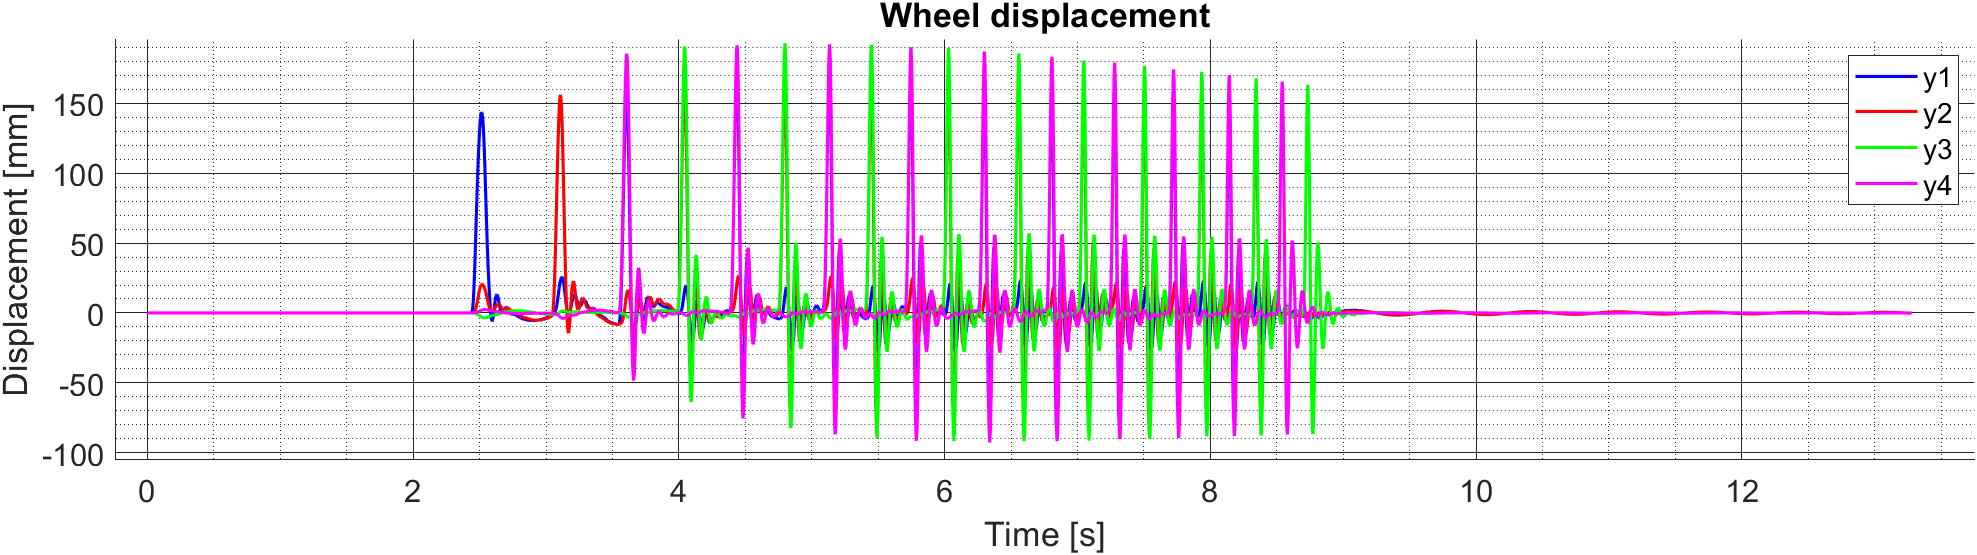 Wheel displacement
Displacement [mm]
150
100
50
0
-50
-100
0 2 4 6 8 10 12
Time [s]
y1
y2
y3
y4